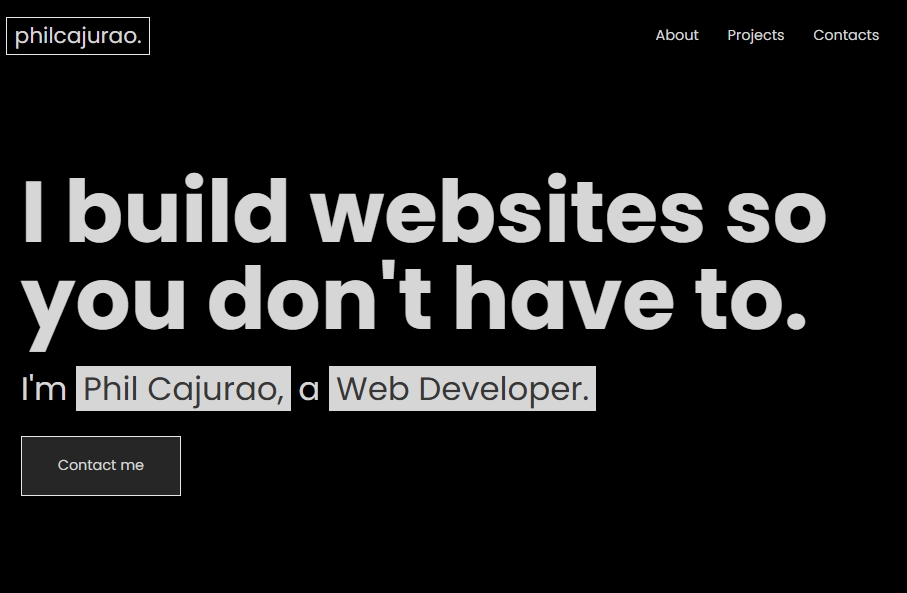 philcajurao.
About Projects Contacts
I build websites so
you don't have to.
I'm Phil Cajurao, a Web Developer.
Contact me